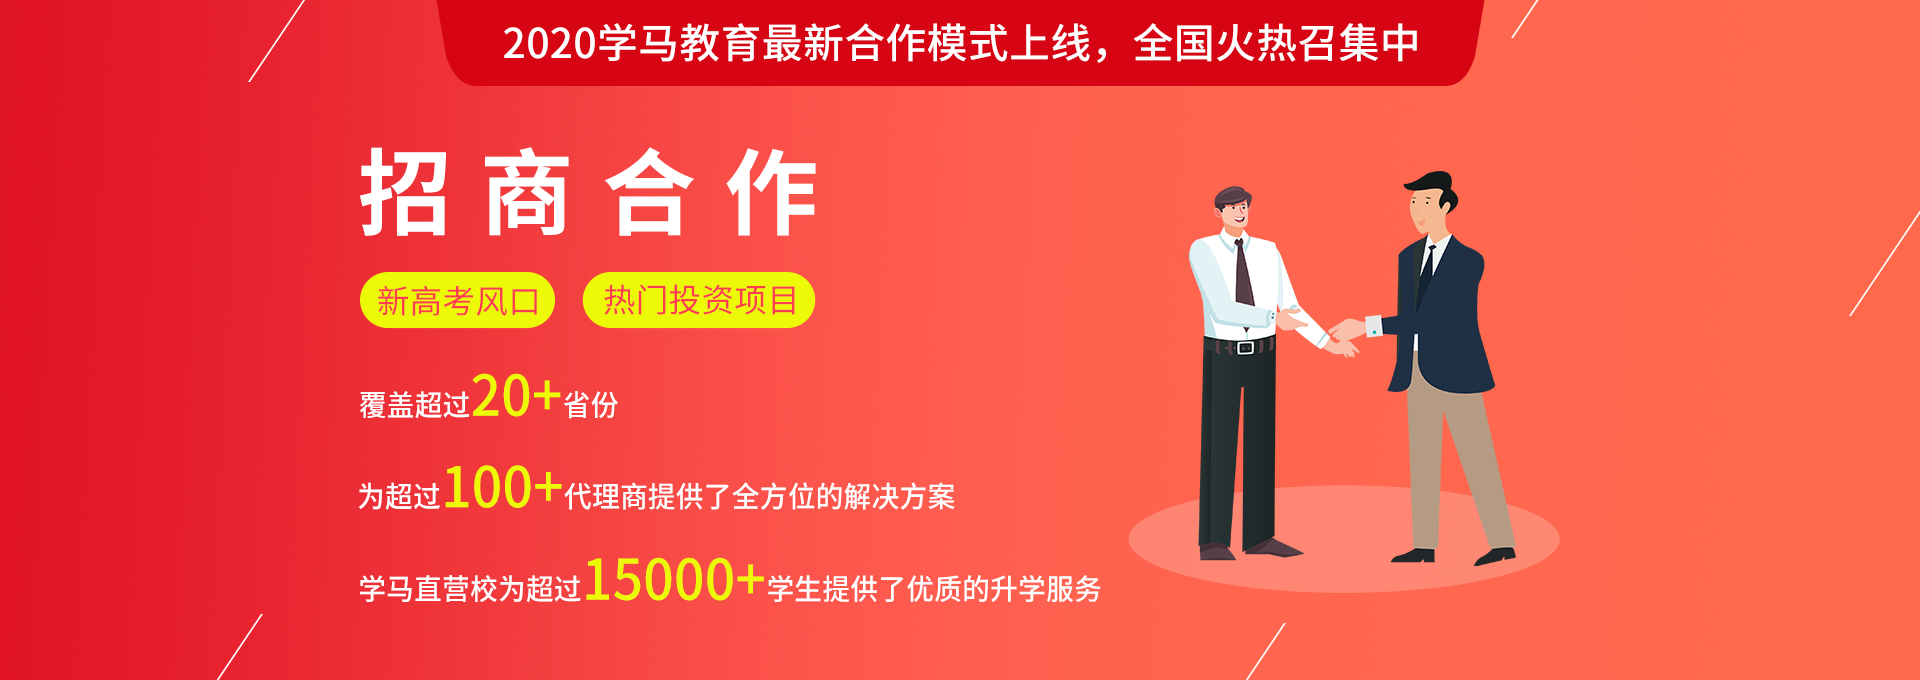 2020学马教育最新合作模式上线，全国火热召集中
招商合作
新高考风口 热门投资项目
覆盖超过20+省份
为超过100+代理商提供了全方位的解决方案
学马直营校为超过15000+学生提供了优质的升学服务